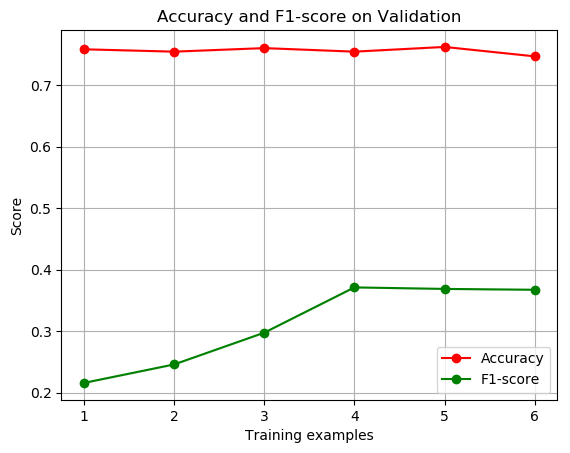 Accuracy and F1-score on Validation
Score
0.7
0.6
0.5
0.4
0.3
0.2
Accuracy
F1-score
1 2 3 4 5 6
Training examples